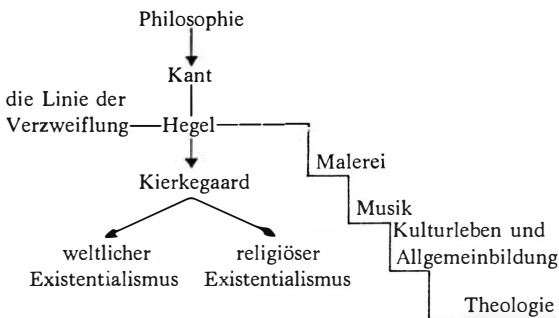 Philosophie
Kant
die Linie der
Verzweiflung
Hegel
Malerei
Kierkegaard
Musik
Kulturleben und
Allgemeinbildung
weltlicher
Existentialismus
religiöser
Existentialismus
Theologie